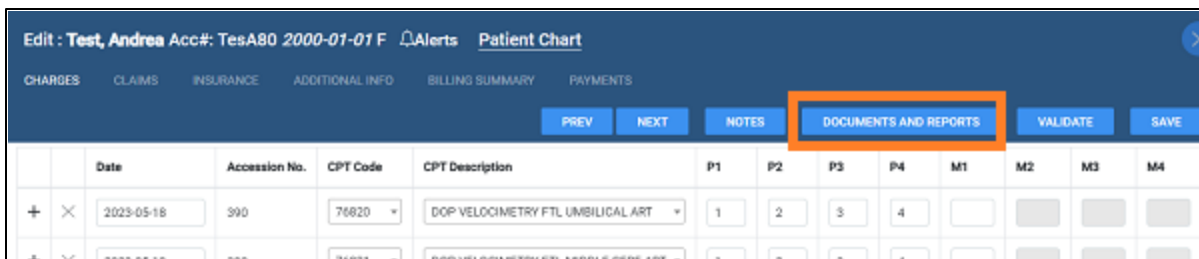 Edit : Test, Andrea Acc#: TesA80 2000-01-01 F Alerts Patient Chart
CHARGES CLAIMS INSURANCE ADDITIONAL INFO BILLING SUMMARY PAYMENTS
PREV NEXT NOTES DOCUMENTS AND REPORTS VALIDATE SAVE
Date Accession No. CPT Code CPT Description P1 P2 P3 P4 M1 M2 M3 M4
+ × 2023-05-18 390 76820 DOP VELOCIMETRY FTL UMBILICAL ART 1 2 3 4